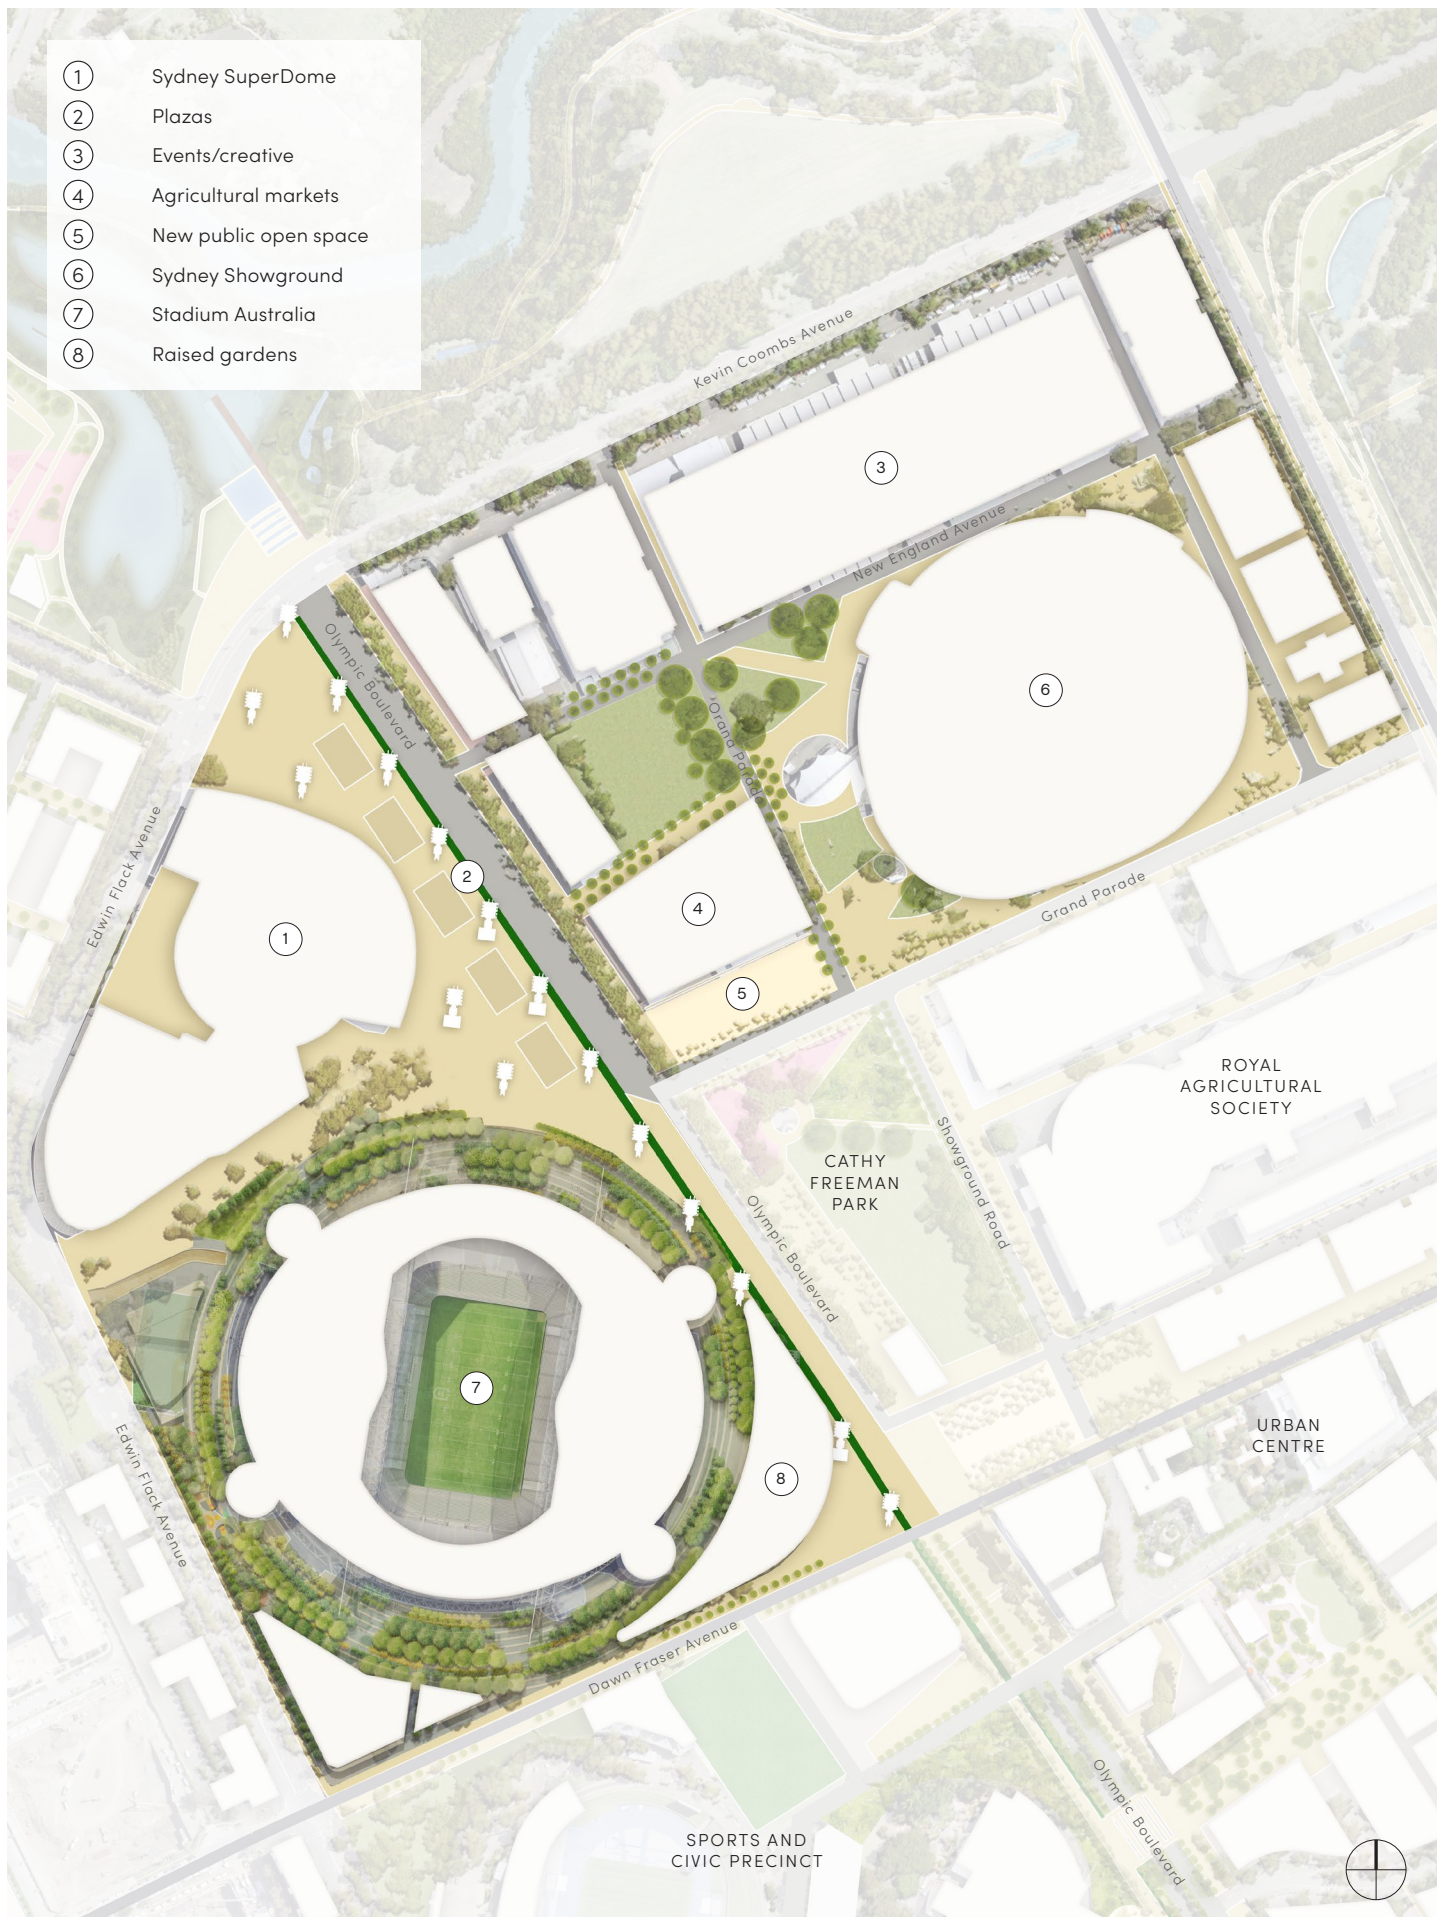 1 Sydney SuperDome
2 Plazas
3 Events/creative
4 Agricultural markets
5 New public open space
6 Sydney Showground
7 Stadium Australia
8 Raised gardens
Kevin Coombs Avenue
3
New England Avenue
Olympic Boulevard
6
Orana Parade
Edwin Flack Avenue
2
Grand Parade
4
1
5
ROYAL
AGRICULTURAL
SOCIETY
Showground Road
CATHY
FREEMAN
PARK
Olympic Boulevard
7
URBAN
CENTRE
8
Edwin Flack Avenue
Dawn Fraser Avenue
Olympic Boulevard
SPORTS AND
CIVIC PRECINCT